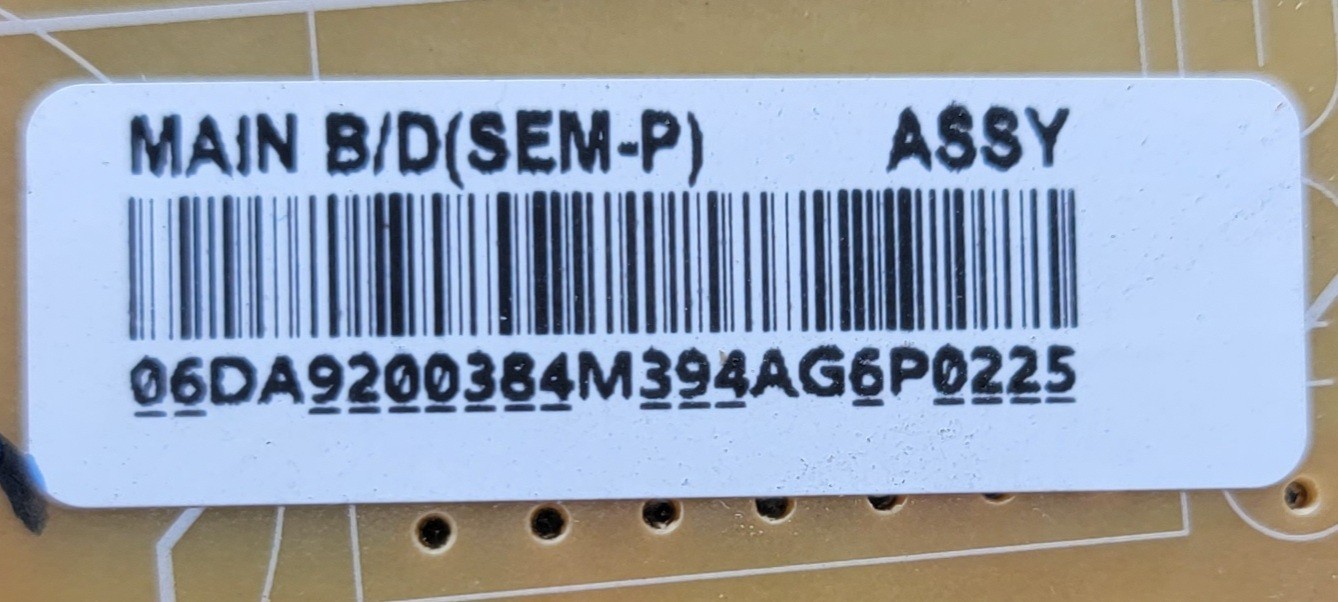 MAIN B/D(SEM-P) ASSY
06DA9200384M394AG6P0225